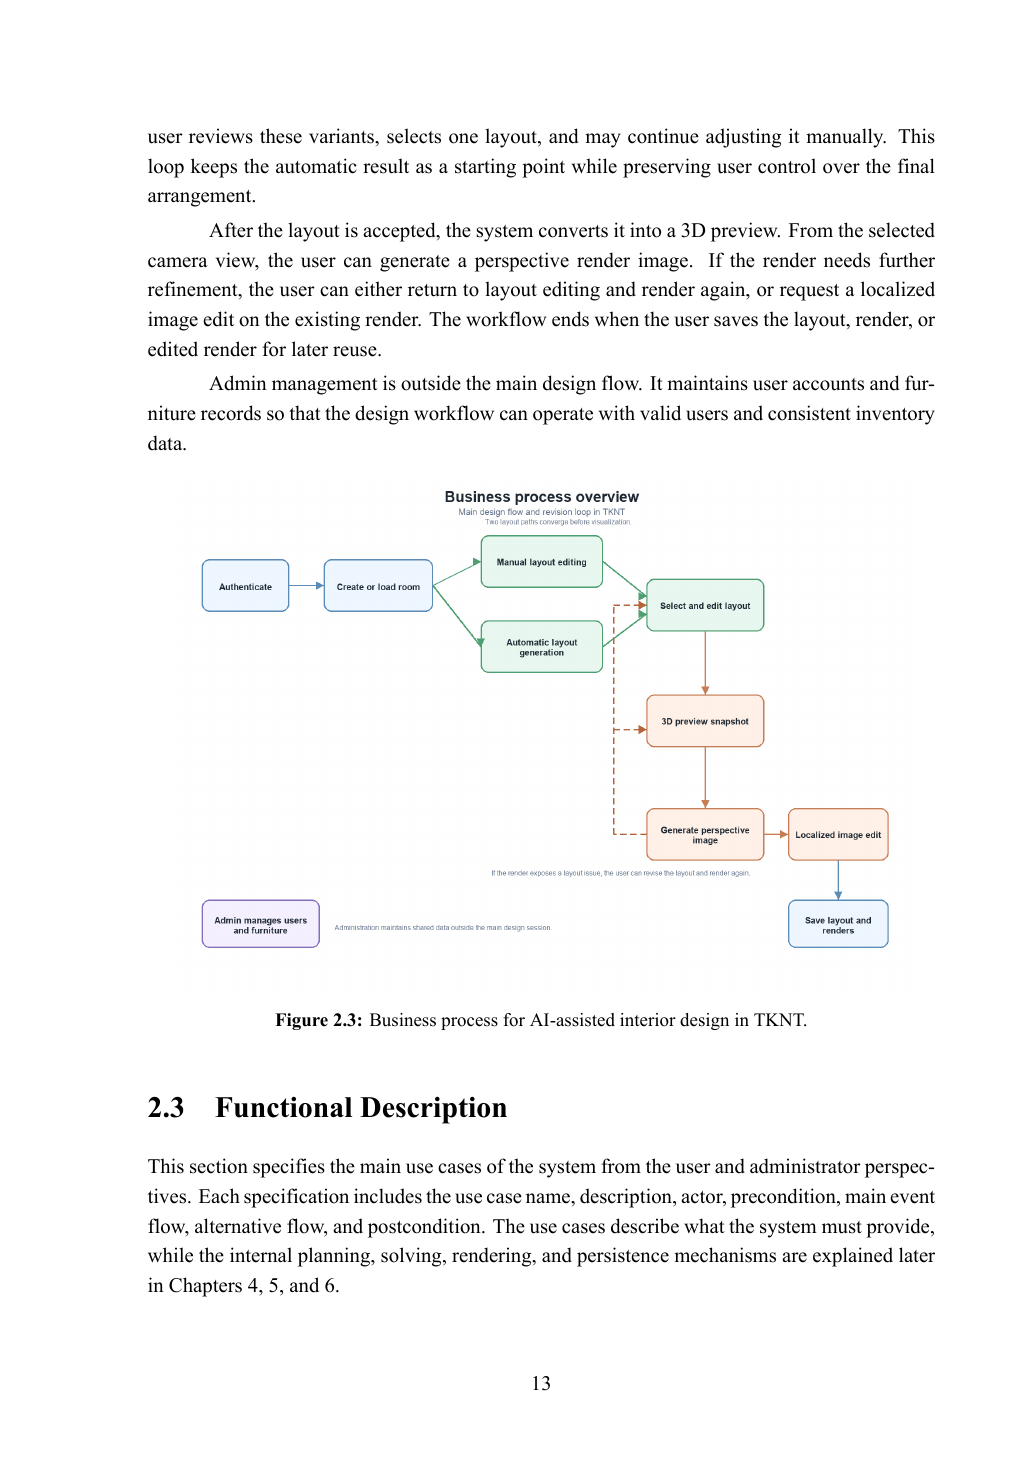 user reviews these variants, selects one layout, and may continue adjusting it manually. This
loop keeps the automatic result as a starting point while preserving user control over the final
arrangement.
After the layout is accepted, the system converts it into a 3D preview. From the selected
camera view, the user can generate a perspective render image. If the render needs further
refinement, the user can either return to layout editing and render again, or request a localized
image edit on the existing render. The workflow ends when the user saves the layout, render, or
edited render for later reuse.
Admin management is outside the main design flow. It maintains user accounts and fur-
niture records so that the design workflow can operate with valid users and consistent inventory
data.
Business process overview
Main design flow and revision loop in TKNT
Two layout paths converge before visualization.
Authenticate
Create or load room
Manual layout editing
Automatic layout
generation
Select and edit layout
3D preview snapshot
Generate perspective
image
Localized image edit
If the render exposes a layout issue, the user can revise the layout and render again.
Save layout and
renders
Admin manages users
and furniture
Administration maintains shared data outside the main design session.
Figure 2.3: Business process for AI-assisted interior design in TKNT.
2.3 Functional Description
This section specifies the main use cases of the system from the user and administrator perspec-
tives. Each specification includes the use case name, description, actor, precondition, main event
flow, alternative flow, and postcondition. The use cases describe what the system must provide,
while the internal planning, solving, rendering, and persistence mechanisms are explained later
in Chapters 4, 5, and 6.
13